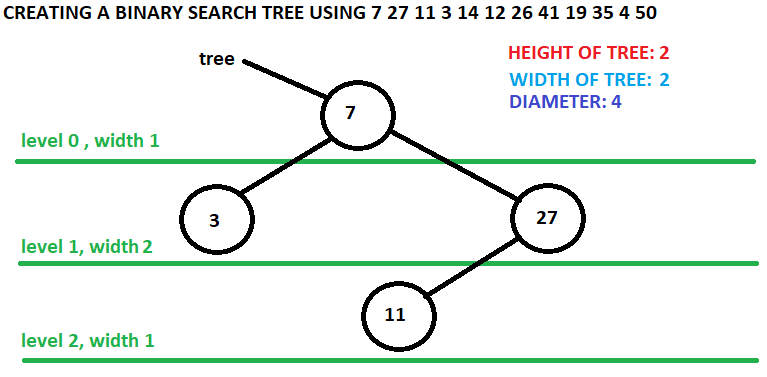 CREATING A BINARY SEARCH TREE USING 7 27 11 3 14 12 26 41 19 35 4 50
tree
HEIGHT OF TREE: 2
WIDTH OF TREE: 2
DIAMETER: 4
7
level 0 , width 1
3
27
level 1, width 2
11
level 2, width 1